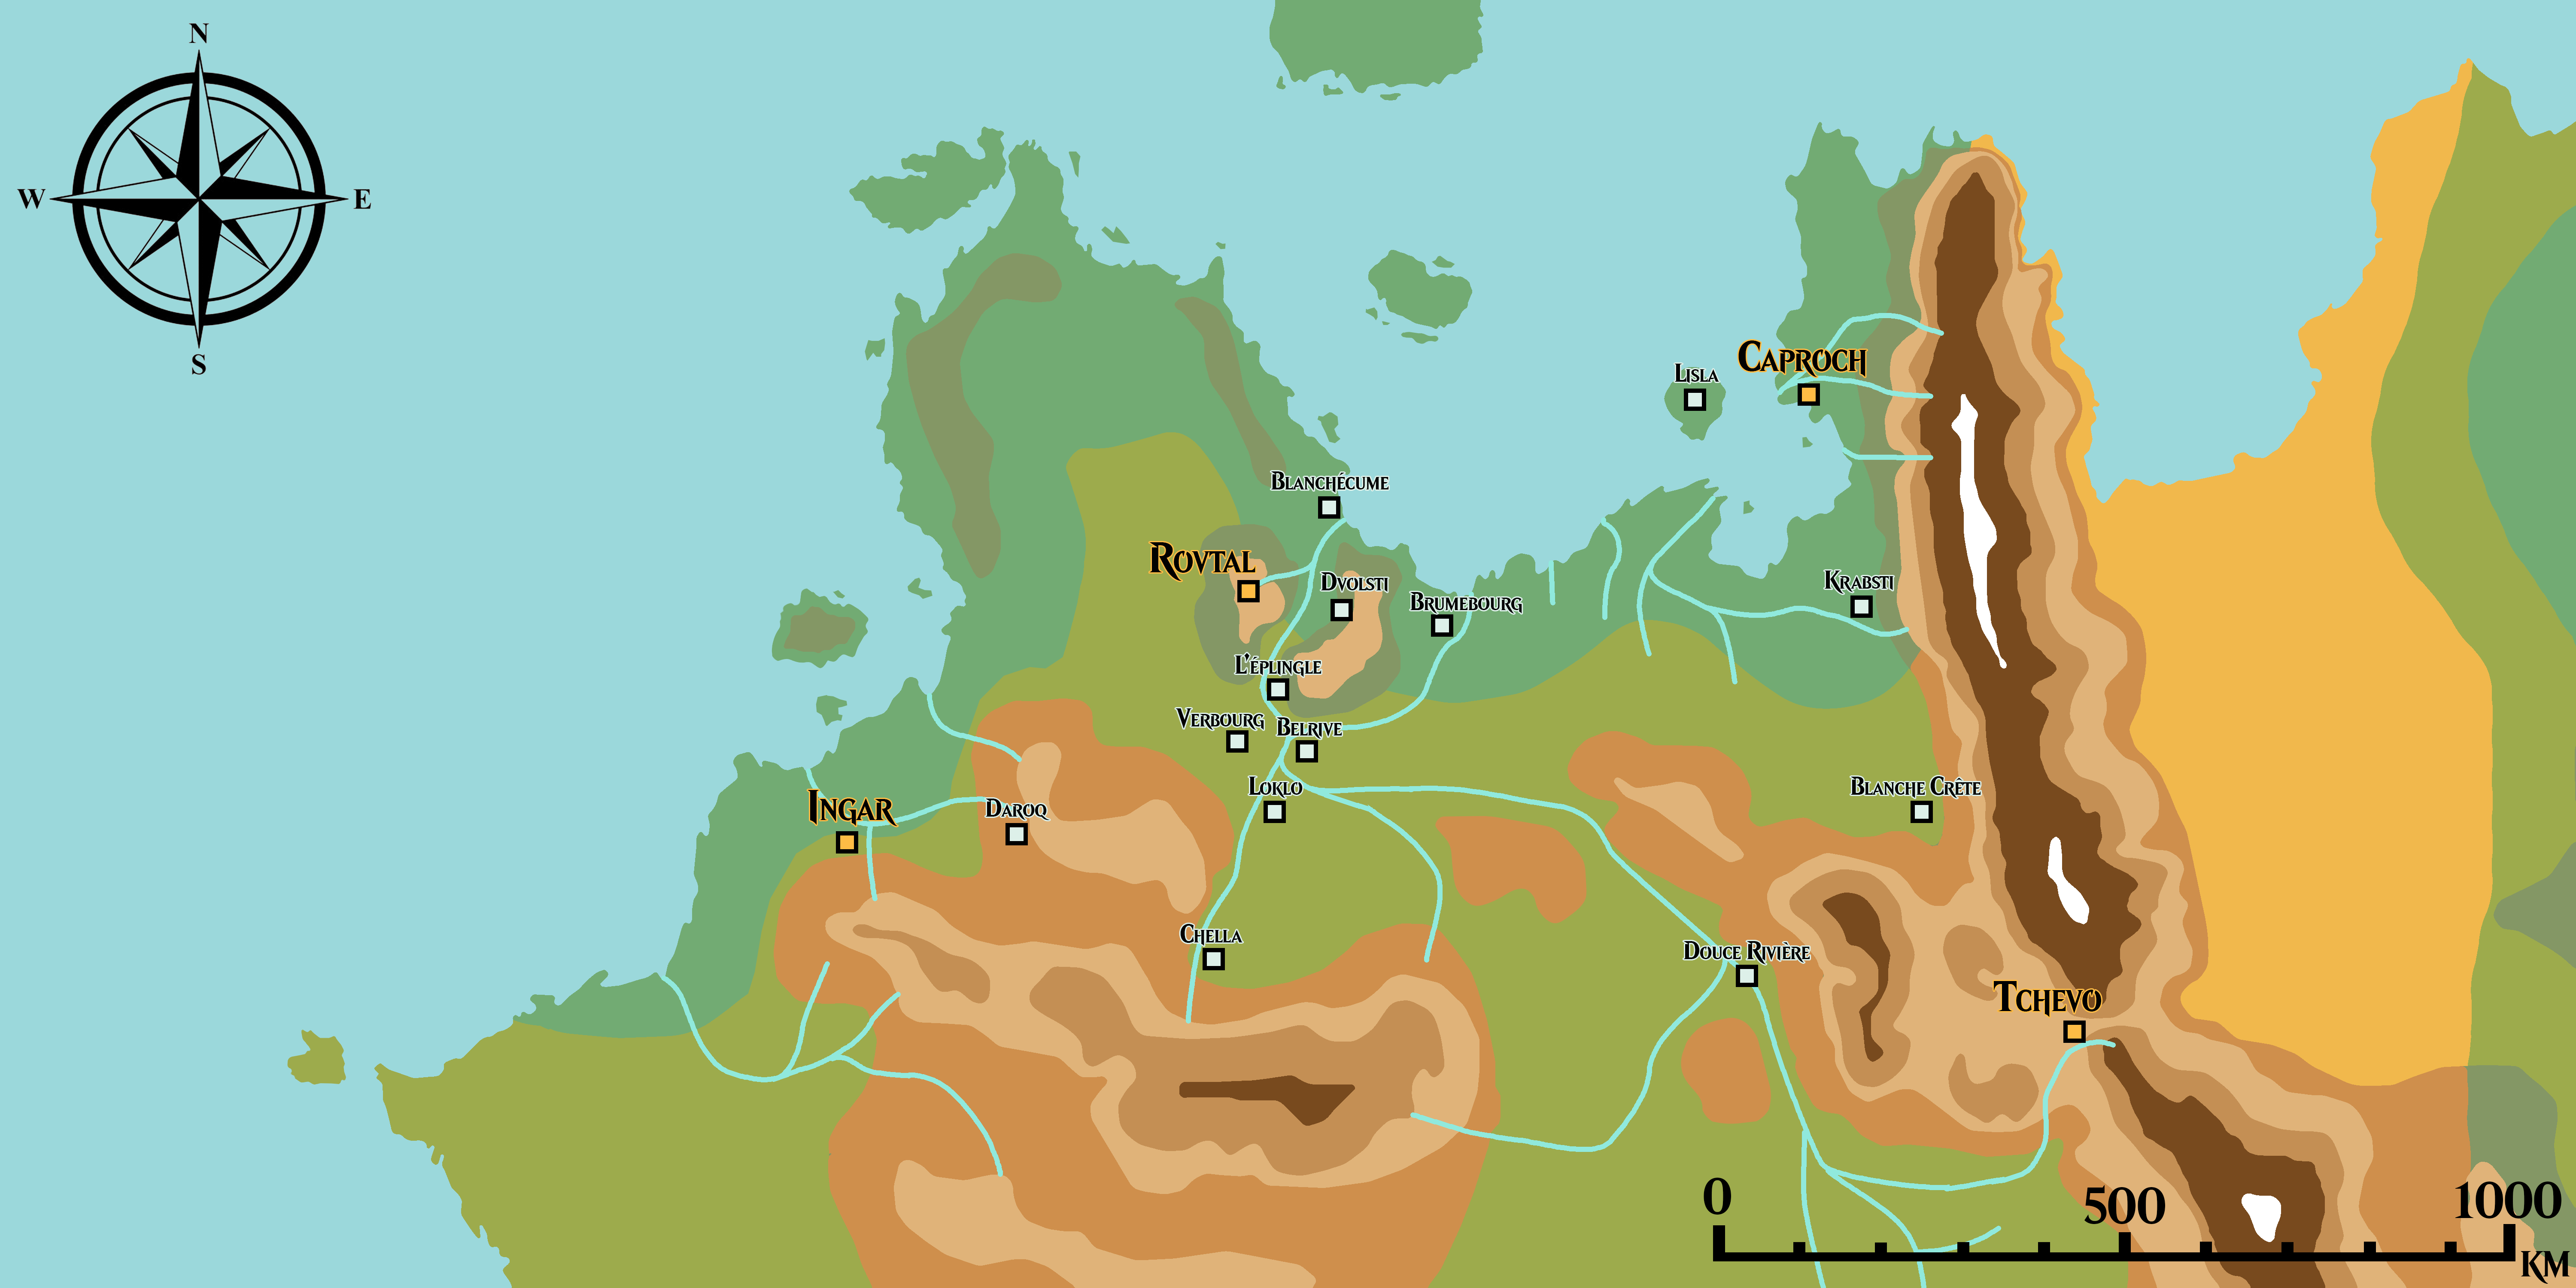 N
W
E
S
Lisla
Caproch
Blanchécume
Rovtal
Dvolsti
Brumebourg
Krabsti
L'éplingle
Verbourg
Belrive
Loklo
Blanche Crête
Ingar
Daroq
Chella
Douce Rivière
Tchevo
0
500
1000
KM